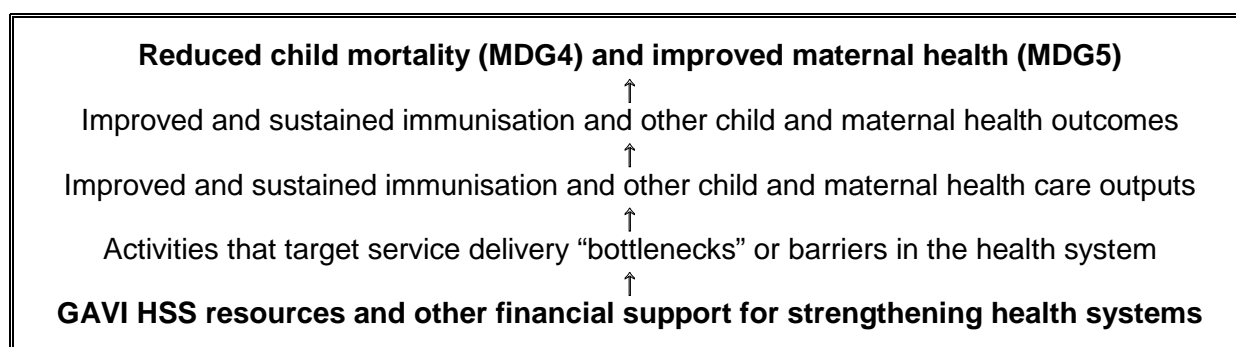 Reduced child mortality (MDG4) and improved maternal health (MDG5)
↑
Improved and sustained immunisation and other child and maternal health outcomes
↑
Improved and sustained immunisation and other child and maternal health care outputs
↑
Activities that target service delivery “bottlenecks” or barriers in the health system
↑
GAVI HSS resources and other financial support for strengthening health systems